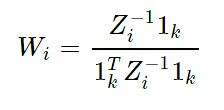 W_i = \frac{Z_i^{-1} 1_k}{1_k^T Z_i^{-1} 1_k}